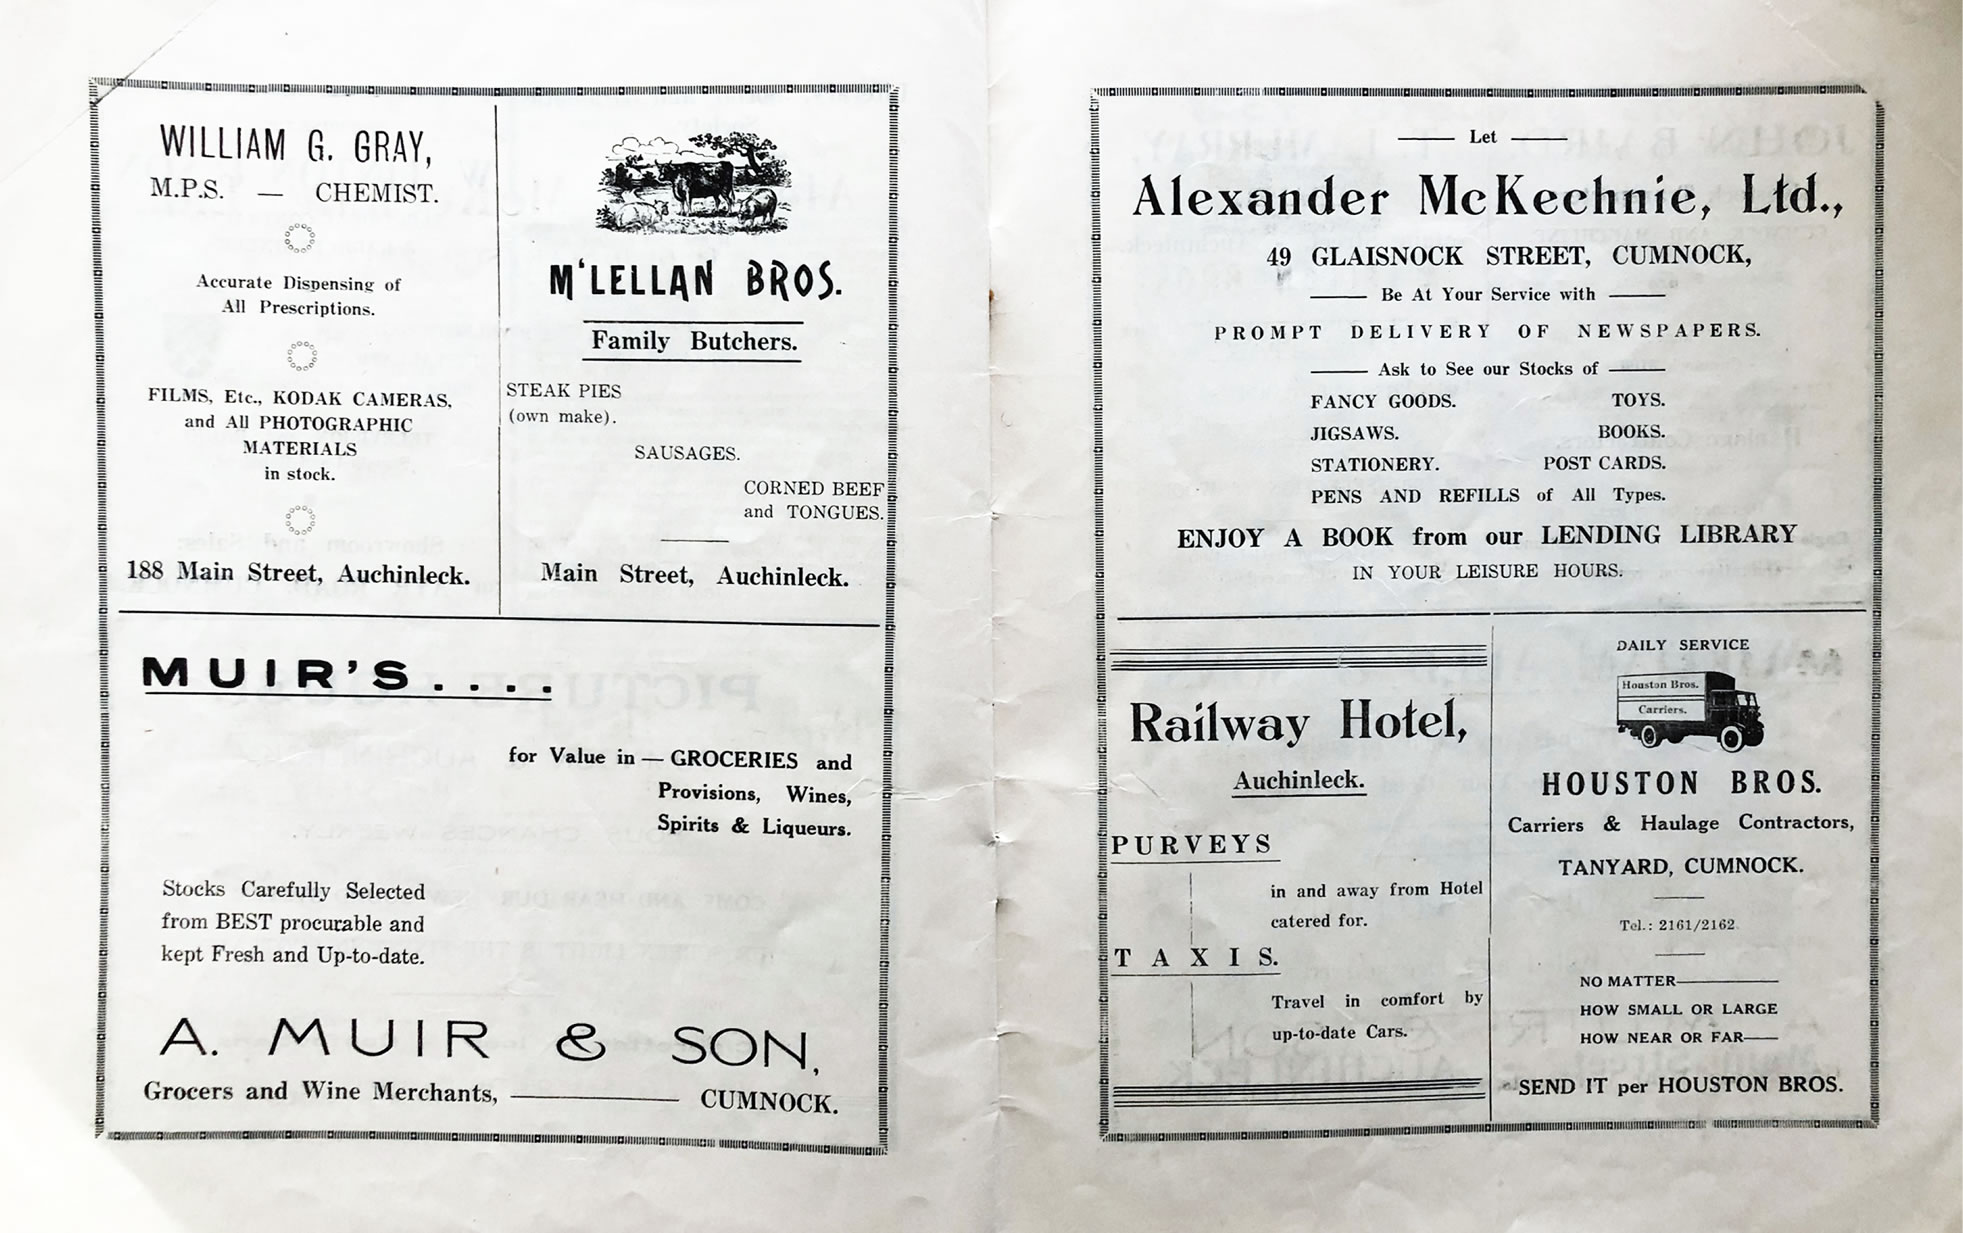 WILLIAM G. GRAY,
M.P.S. — CHEMIST.
Accurate Dispensing of
All Prescriptions.
FILMS, Etc., KODAK CAMERAS,
and All PHOTOGRAPHIC
MATERIALS
in stock.
188 Main Street, Auchinleck.
M'LELLAN BROS.
Family Butchers.
STEAK PIES
(own make).
SAUSAGES.
CORNED BEEF
and TONGUES.
Main Street, Auchinleck.
MUIR'S....
for Value in — GROCERIES and
Provisions, Wines,
Spirits & Liqueurs.
Stocks Carefully Selected
from BEST procurable and
kept Fresh and Up-to-date.
A. MUIR & SON,
Grocers and Wine Merchants, — CUMNOCK.
— Let —
Alexander McKechnie, Ltd.,
49 GLAISNOCK STREET, CUMNOCK,
— Be At Your Service with —
PROMPT DELIVERY OF NEWSPAPERS.
— Ask to See our Stocks of —
FANCY GOODS. TOYS.
JIGSAWS. BOOKS.
STATIONERY. POST CARDS.
PENS AND REFILLS of All Types.
ENJOY A BOOK from our LENDING LIBRARY
IN YOUR LEISURE HOURS.
Railway Hotel,
Auchinleck.
PURVEYS
in and away from Hotel
catered for.
TAXIS.
Travel in comfort by
up-to-date Cars.
DAILY SERVICE
Houston Bros.
Carriers.
HOUSTON BROS.
Carriers & Haulage Contractors,
TANYARD, CUMNOCK.
Tel.: 2161/2162.
NO MATTER—
HOW SMALL OR LARGE
HOW NEAR OR FAR—
SEND IT per HOUSTON BROS.